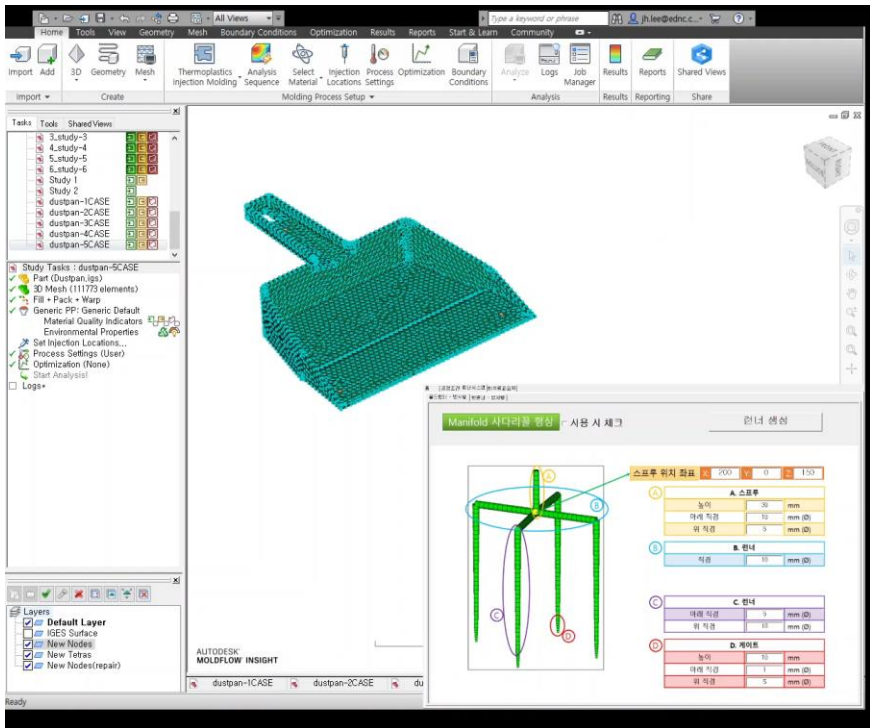 All Views
Type a keyword or phrase
jh.lee@ednc.c...
Home Tools View Geometry Mesh Boundary Conditions Optimization Results Reports Start & Learn Community
Import Add 3D Geometry Mesh Thermoplastics Injection Molding Analysis Sequence Select Material Injection Locations Process Settings Optimization Boundary Conditions Analyze Logs Job Manager Results Reports Shared Views
Import Create Molding Process Setup Analysis Results Reporting Share
Tasks Tools Shared Views
3_study-3
4_study-4
5_study-5
6_study-6
Study 1
Study 2
dustpan-1CASE
dustpan-2CASE
dustpan-3CASE
dustpan-4CASE
dustpan-5CASE
Study Tasks : dustpan-5CASE
Part (Dustpan.igs)
3D Mesh (111773 elements)
Fill + Pack + Warp
Generic PP: Generic Default
Material Quality Indicators
Environmental Properties
Set Injection Locations...
Process Settings (User)
Optimization (None)
Start Analysis!
Logs*
Layers
Default Layer
IGES Surface
New Nodes
New Tetras
New Nodes(repair)
AUTODESK'
MOLDFLOW INSIGHT
dustpan-1CASE dustpan-2CASE du
Ready
Manifold 사다리꼴 형상 사용 시 체크 런너 생성
스프루 위치 좌표 X: 200 Y: 0 Z: 150
A
A. 스프루
높이 mm
아래 직경 10 mm (Ø)
위 직경 5 mm (Ø)
B
B. 런너
직경 10 mm (Ø)
C
C. 런너
아래 직경 5 mm (Ø)
위 직경 10 mm (Ø)
D
D. 게이트
높이 10 mm
아래 직경 1 mm (Ø)
위 직경 5 mm (Ø)